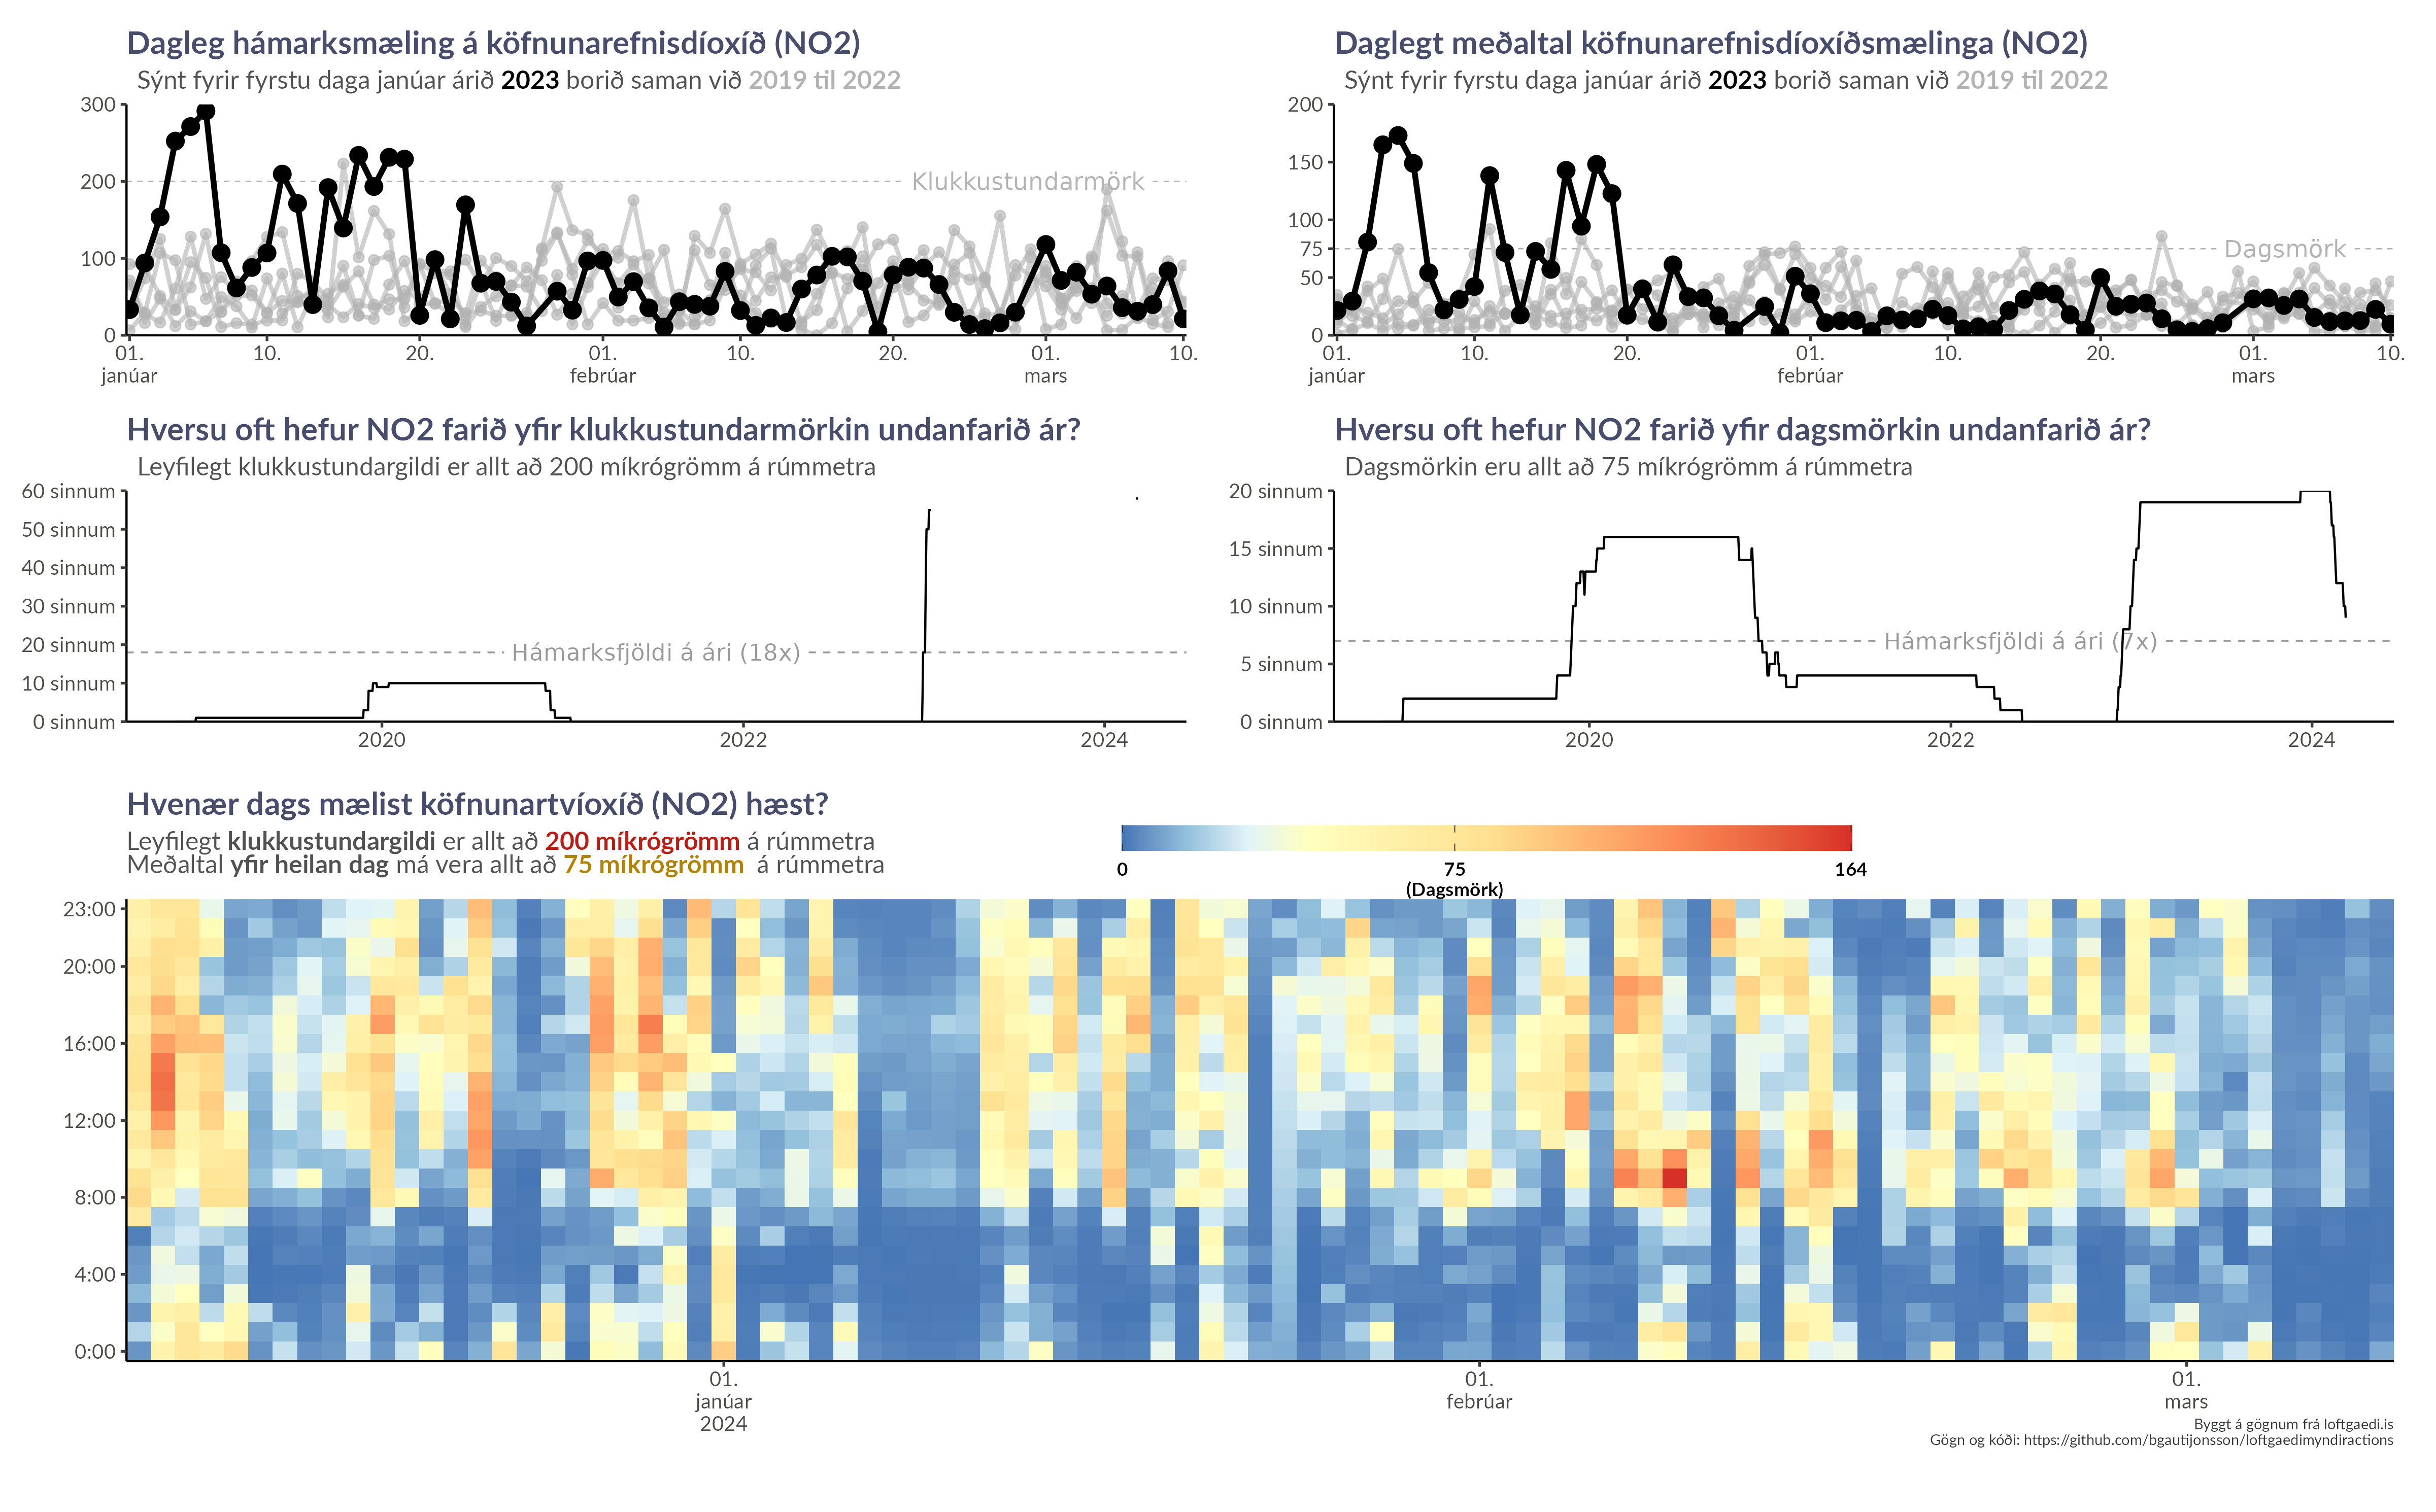 Dagleg hámarksmæling á köfnunarefnisdíoxíð (NO2)
Sýnt fyrir fyrstu daga janúar árið 2023 borið saman við 2019 til 2022
300
200
100
0
Klukkustundarmörk
01. 10. 20. 01. 10. 20. 01. 10.
janúar febrúar mars
Daglegt meðaltal köfnunarefnisdíoxíðsmælinga (NO2)
Sýnt fyrir fyrstu daga janúar árið 2023 borið saman við 2019 til 2022
200
150
100
75
50
0
Dagsmörk
01. 10. 20. 01. 10. 20. 01. 10.
janúar febrúar mars
Hversu oft hefur NO2 farið yfir klukkustundarmörkin undanfarið ár?
Leyfilegt klukkustundargildi er allt að 200 míkrógrömm á rúmmetra
60 sinnum
50 sinnum
40 sinnum
30 sinnum
20 sinnum
10 sinnum
0 sinnum
Hámarksfjöldi á ári (18x)
2020 2022 2024
Hversu oft hefur NO2 farið yfir dagsmörkin undanfarið ár?
Dagsmörkin eru allt að 75 míkrógrömm á rúmmetra
20 sinnum
15 sinnum
10 sinnum
5 sinnum
0 sinnum
Hámarksfjöldi á ári (7x)
2020 2022 2024
Hvenær dags mælist köfnunartvíoxíð (NO2) hæst?
Leyfilegt klukkustundargildi er allt að 200 míkrógrömm á rúmmetra
Meðaltal yfir heilan dag má vera allt að 75 míkrógrömm á rúmmetra
0 75 164
(Dagsmörk)
23:00
20:00
16:00
12:00
8:00
4:00
0:00
01. 01. 01.
janúar febrúar mars
2024
Byggt á gögnum frá loftgaedi.is
Gögn og kóði: https://github.com/bgautijonsson/loftgaedimyndiractions